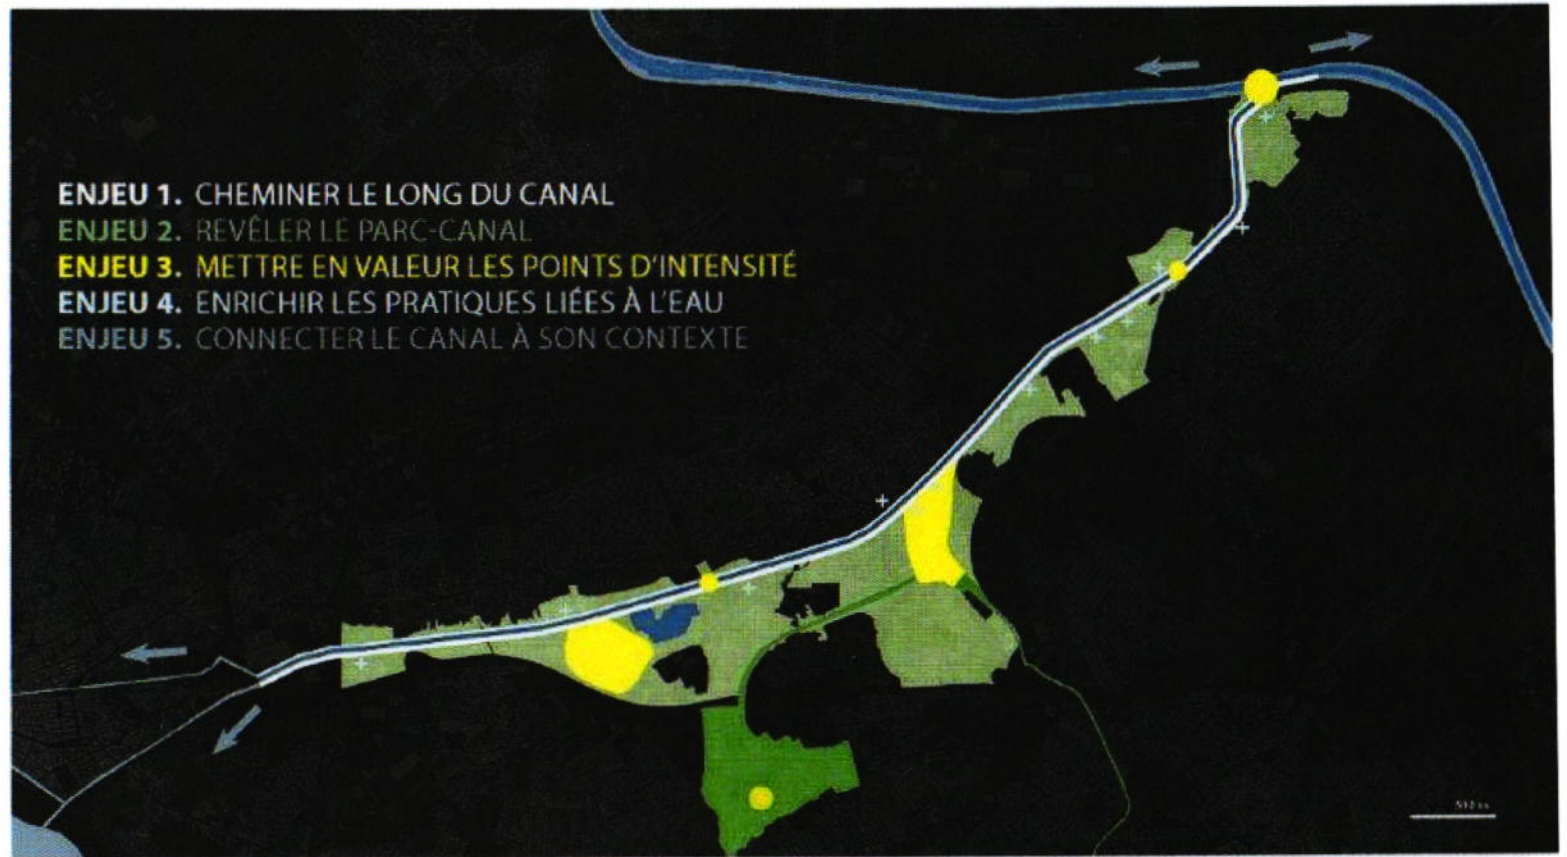 ENJEU 1. CHEMINER LE LONG DU CANAL
ENJEU 2. REVÉLER LE PARC-CANAL
ENJEU 3. METTRE EN VALEUR LES POINTS D'INTENSITÉ
ENJEU 4. ENRICHIR LES PRATIQUES LIÉES À L'EAU
ENJEU 5. CONNECTER LE CANAL À SON CONTEXTE